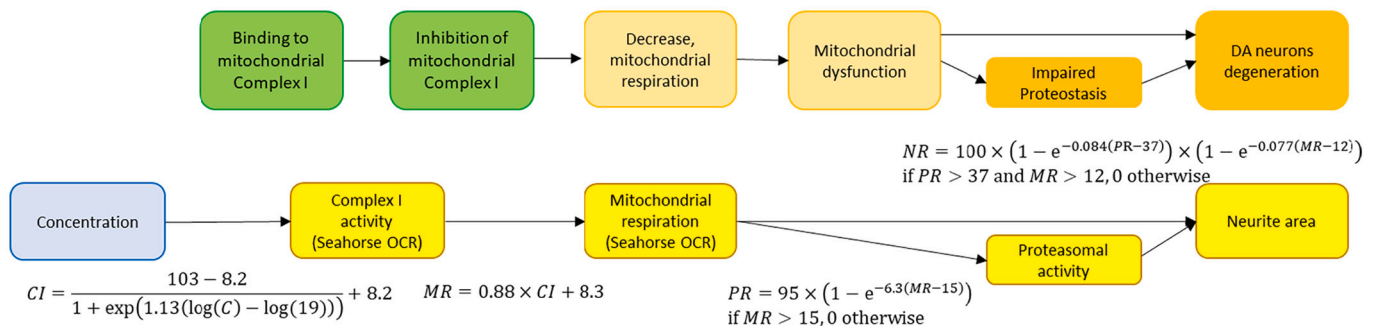 Binding to
mitochondrial
Complex I
Inhibition of
mitochondrial
Complex I
Decrease,
mitochondrial
respiration
Mitochondrial
dysfunction
Impaired
Proteostasis
DA neurons
degeneration
NR = 100 × (1 − e^{−0.084(PR−37)}) × (1 − e^{−0.077(MR−12)})
if PR > 37 and MR > 12, 0 otherwise
Concentration
Complex I
activity
(Seahorse OCR)
Mitochondrial
respiration
(Seahorse OCR)
Proteasomal
activity
Neurite area
CI = \frac{103 − 8.2}{1 + exp(1.13(log(C) − log(19)))} + 8.2
MR = 0.88 × CI + 8.3
PR = 95 × (1 − e^{−6.3(MR−15)})
if MR > 15, 0 otherwise